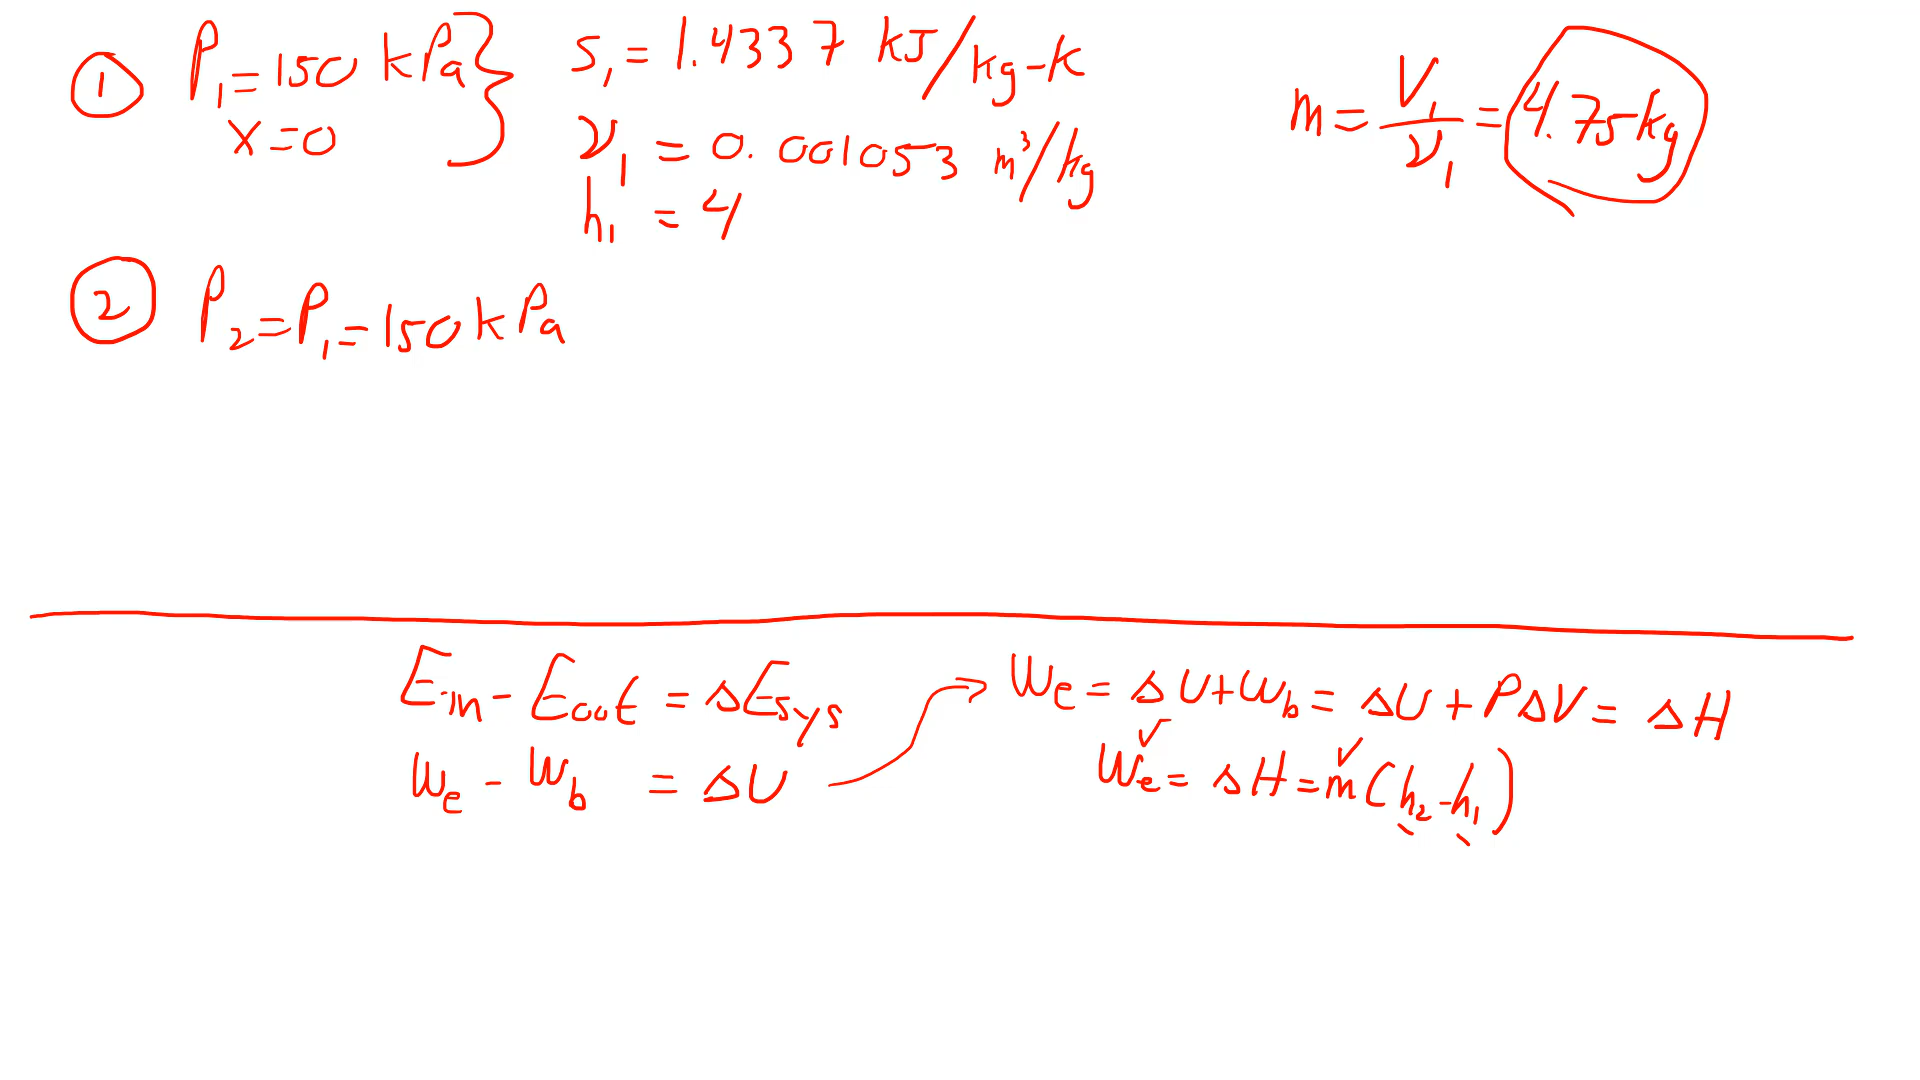 ① P₁ = 150 kPa
x = 0
s₁ = 1.4337 kJ/kg-K
v₁ = 0.001053 m³/kg
h₁ = 4
m = V₁/v₁ = 4.75 kg
② P₂ = P₁ = 150 kPa
Ein - Eout = ΔEsys
We - Wb = ΔU
We = ΔU + Wb = ΔU + PΔV = ΔH
We = ΔH = m(h₂ - h₁)